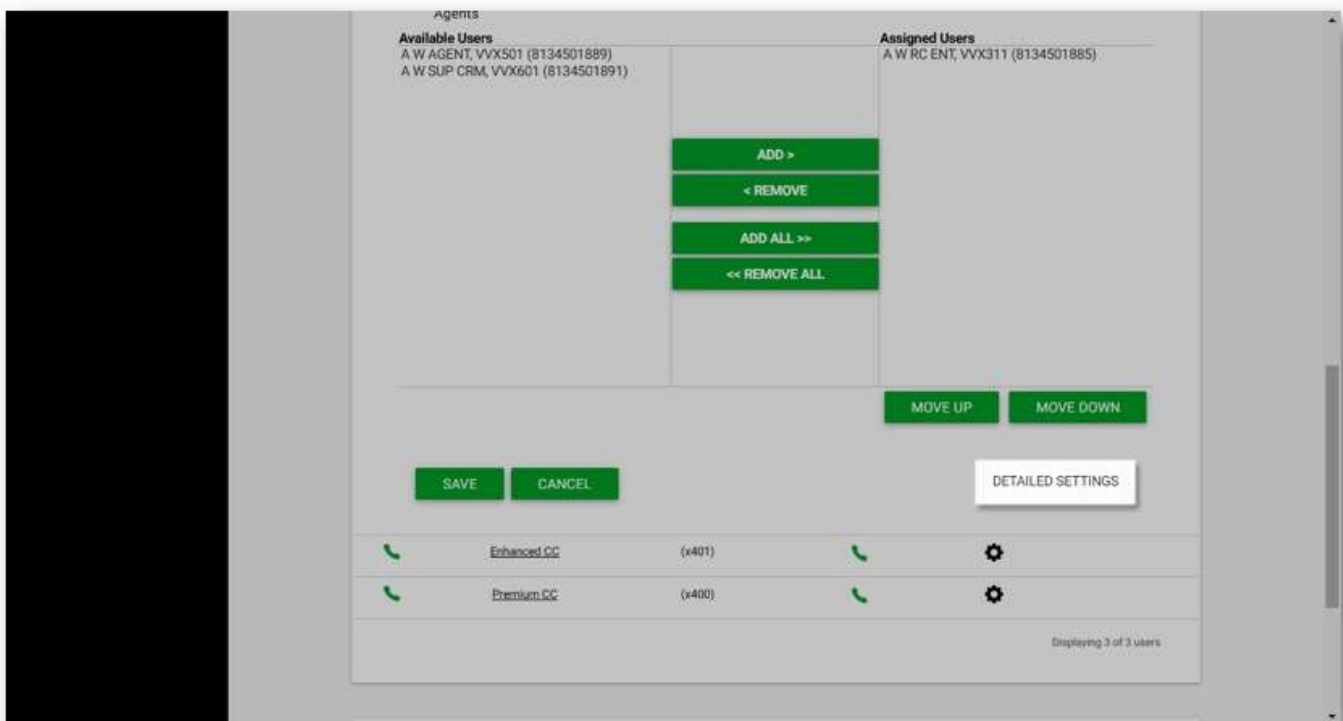 Agents
Available Users
Assigned Users
A W AGENT, VVX501 (8134501889)
A W RC ENT, VVX311 (8134501885)
A W SUP CRM, VVX601 (8134501891)
ADD >
< REMOVE
ADD ALL >>
<< REMOVE ALL
MOVE UP MOVE DOWN
SAVE CANCEL DETAILED SETTINGS
Enhanced CC (x401)
Premium CC (x400)
Displaying 3 of 3 users